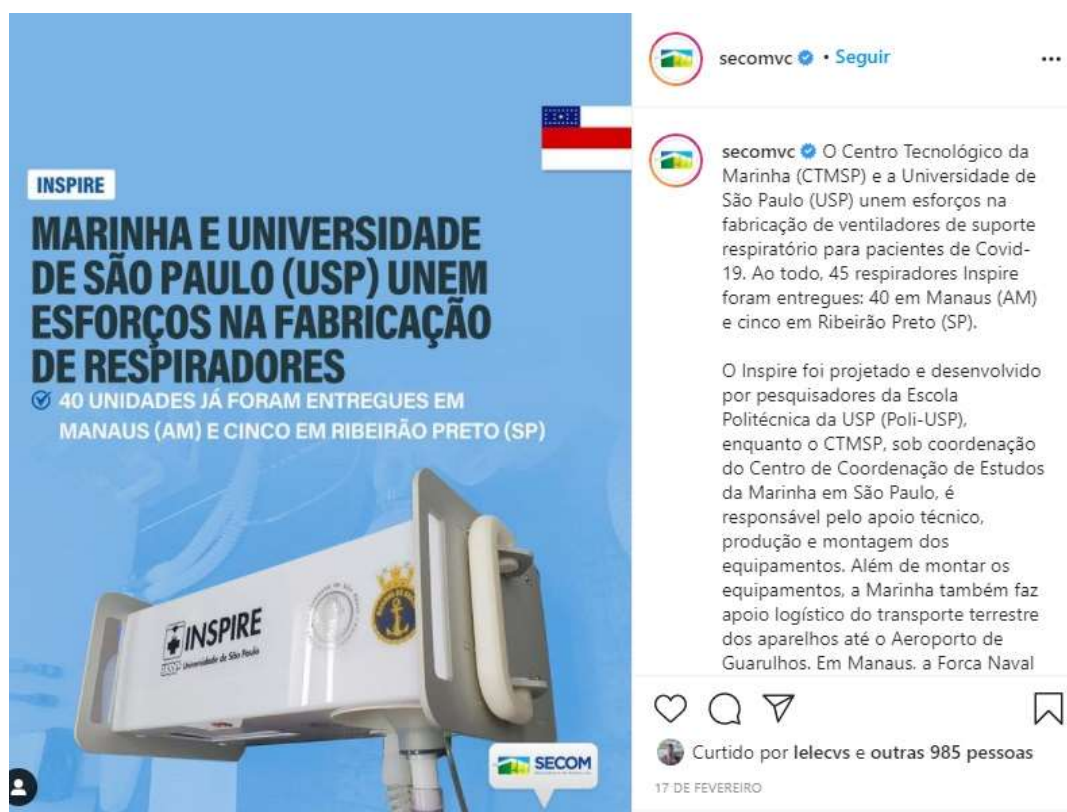 INSPIRE
MARINHA E UNIVERSIDADE
DE SÃO PAULO (USP) UNEM
ESFORÇOS NA FABRICAÇÃO
DE RESPIRADORES
40 UNIDADES JÁ FORAM ENTREGUES EM
MANAUS (AM) E CINCO EM RIBEIRÃO PRETO (SP)
INSPIRE
USP Universidade de São Paulo
SECOM
secomvc • Seguir
secomvc O Centro Tecnológico da
Marinha (CTMSP) e a Universidade de
São Paulo (USP) unem esforços na
fabricação de ventiladores de suporte
respiratório para pacientes de Covid-
19. Ao todo, 45 respiradores Inspire
foram entregues: 40 em Manaus (AM)
e cinco em Ribeirão Preto (SP).
O Inspire foi projetado e desenvolvido
por pesquisadores da Escola
Politécnica da USP (Poli-USP),
enquanto o CTMSP, sob coordenação
do Centro de Coordenação de Estudos
da Marinha em São Paulo, é
responsável pelo apoio técnico,
produção e montagem dos
equipamentos. Além de montar os
equipamentos, a Marinha também faz
apoio logístico do transporte terrestre
dos aparelhos até o Aeroporto de
Guarulhos. Em Manaus, a Força Naval
Curtido por lelecvs e outras 985 pessoas
17 DE FEVEREIRO